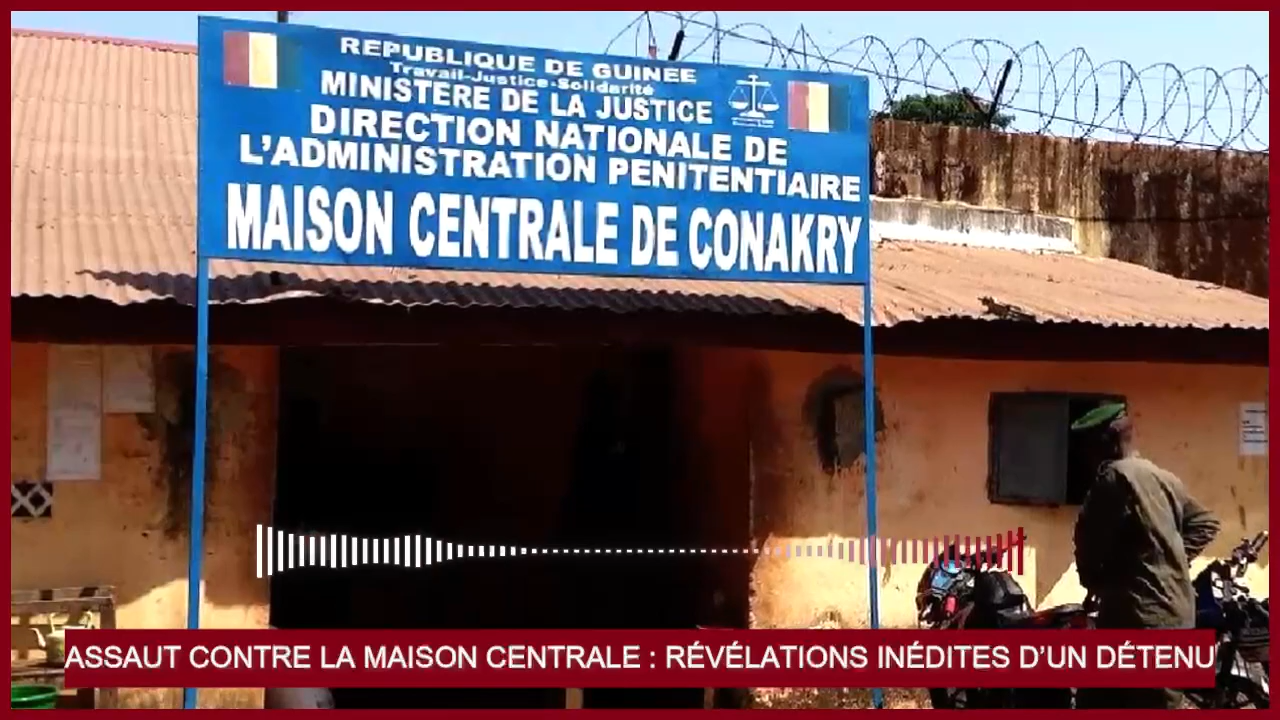 REPUBLIQUE DE GUINEE
Travail-Justice-Solidarité
MINISTERE DE LA JUSTICE
DIRECTION NATIONALE DE
L'ADMINISTRATION PENITENTIAIRE
MAISON CENTRALE DE CONAKRY
ASSAUT CONTRE LA MAISON CENTRALE : RÉVÉLATIONS INÉDITES D’UN DÉTENU